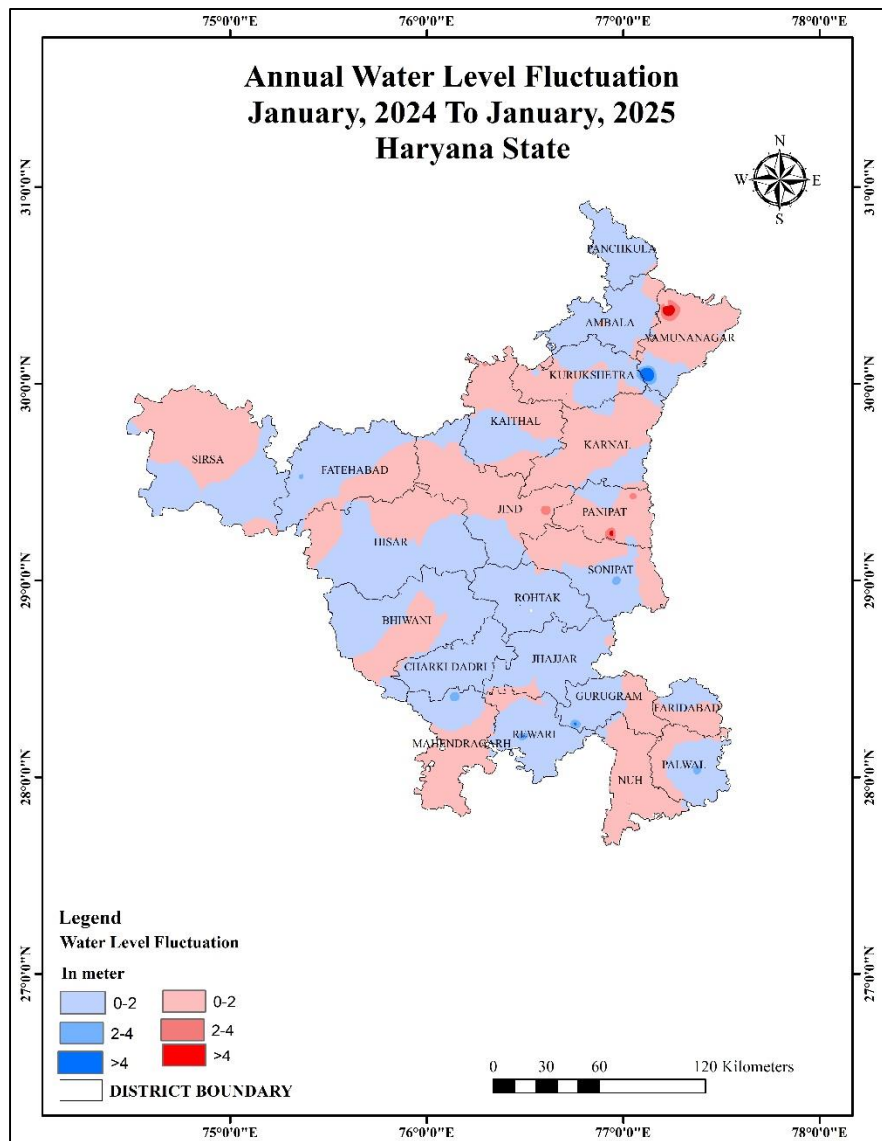 75°0'0"E 76°0'0"E 77°0'0"E 78°0'0"E
Annual Water Level Fluctuation
January, 2024 To January, 2025
Haryana State
N
W E
S
31°0'0"N 31°0'0"N
PANCHKULA
AMBALA
YAMUNANAGAR
KURUKSHETRA
30°0'0"N 30°0'0"N
KAITHAL
KARNAL
SIRSA
FATEHABAD
JIND
PANIPAT
HISAR
SONIPAT
29°0'0"N 29°0'0"N
ROHTAK
BHIWANI
JHAJJAR
CHARKI DADRI
GURUGRAM
FARIDABAD
REWARI
MAHENDRAGARH
PALWAL
NUH
28°0'0"N 28°0'0"N
Legend
Water Level Fluctuation
In meter
0-2 0-2
2-4 2-4
>4 >4
DISTRICT BOUNDARY
27°0'0"N 27°0'0"N
0 30 60 120 Kilometers
75°0'0"E 76°0'0"E 77°0'0"E 78°0'0"E